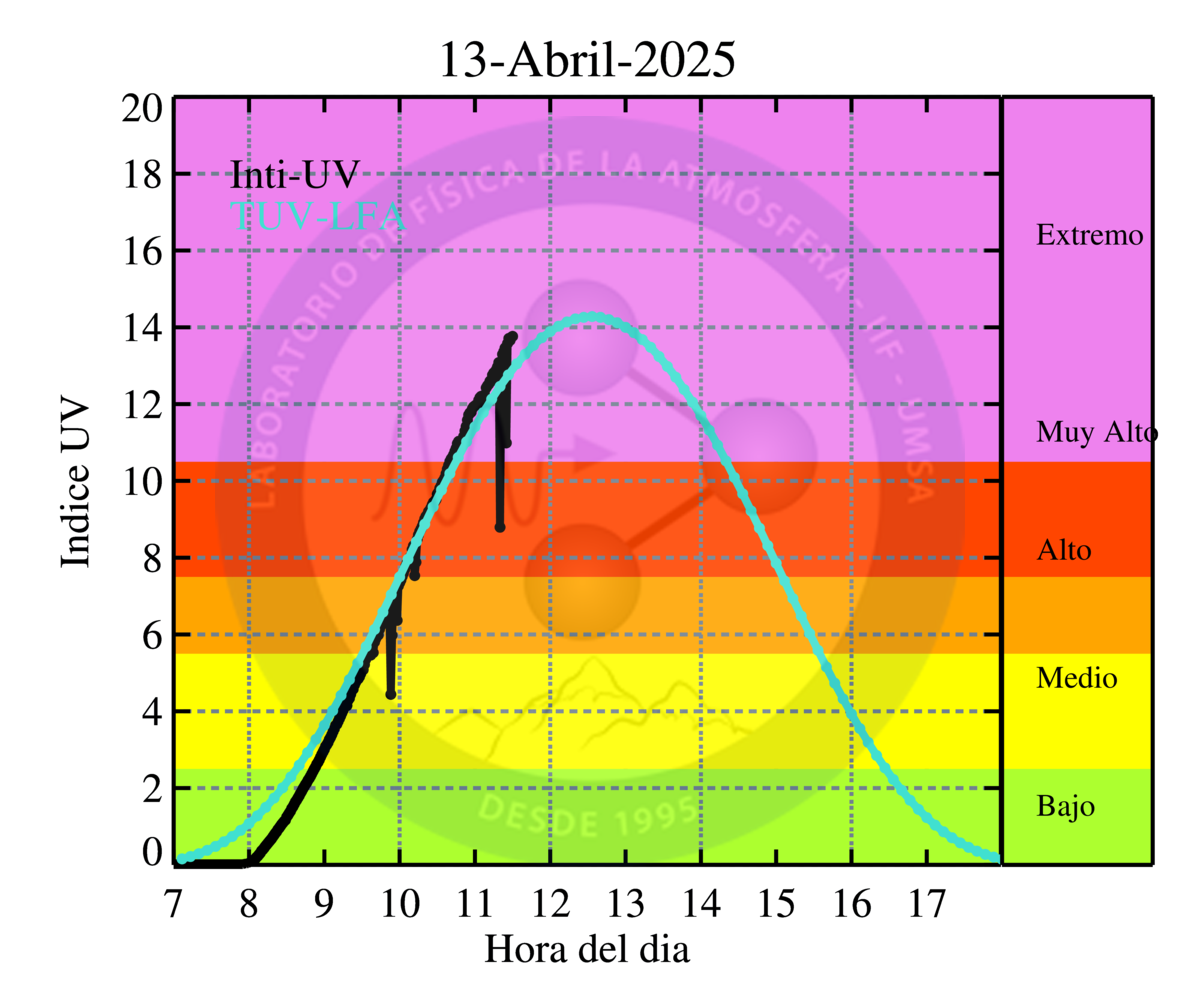 13-Abril-2025
20
18
16
14
12
10
8
6
4
2
0
Indice UV
Inti-UV
TUV-LFA
LABORATORIO DE FÍSICA DE LA ATMÓSFERA - IIF - UMSA
DESDE 1995
Extremo
Muy Alto
Alto
Medio
Bajo
7 8 9 10 11 12 13 14 15 16 17
Hora del dia